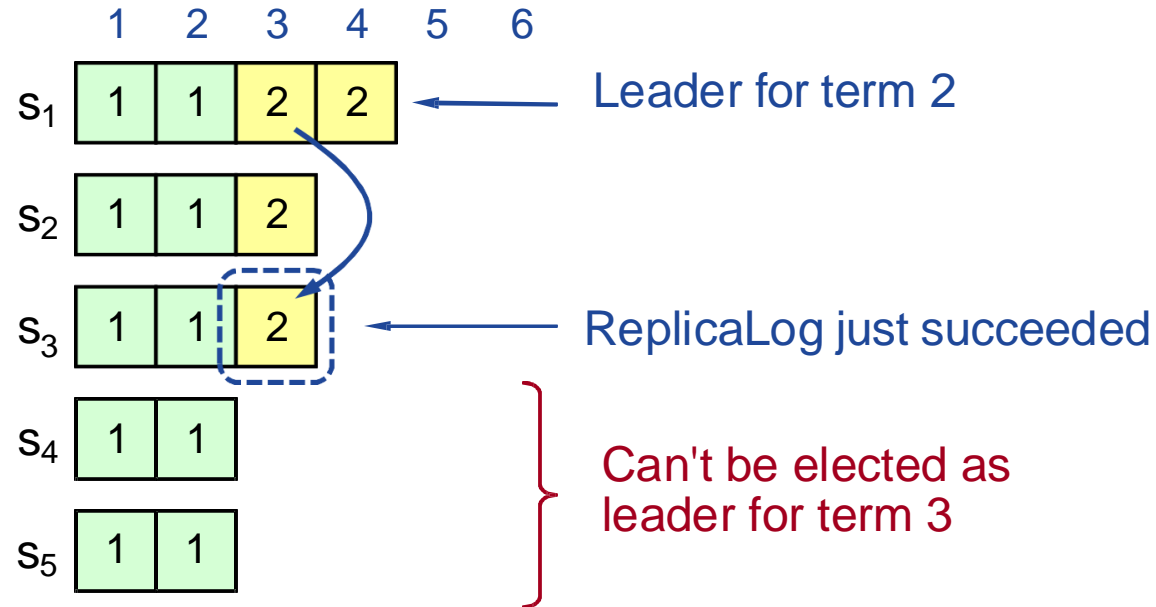 1 2 3 4 5 6
s1 1 1 2 2 Leader for term 2
s2 1 1 2
s3 1 1 2 ReplicaLog just succeeded
s4 1 1
Can't be elected as
leader for term 3
s5 1 1